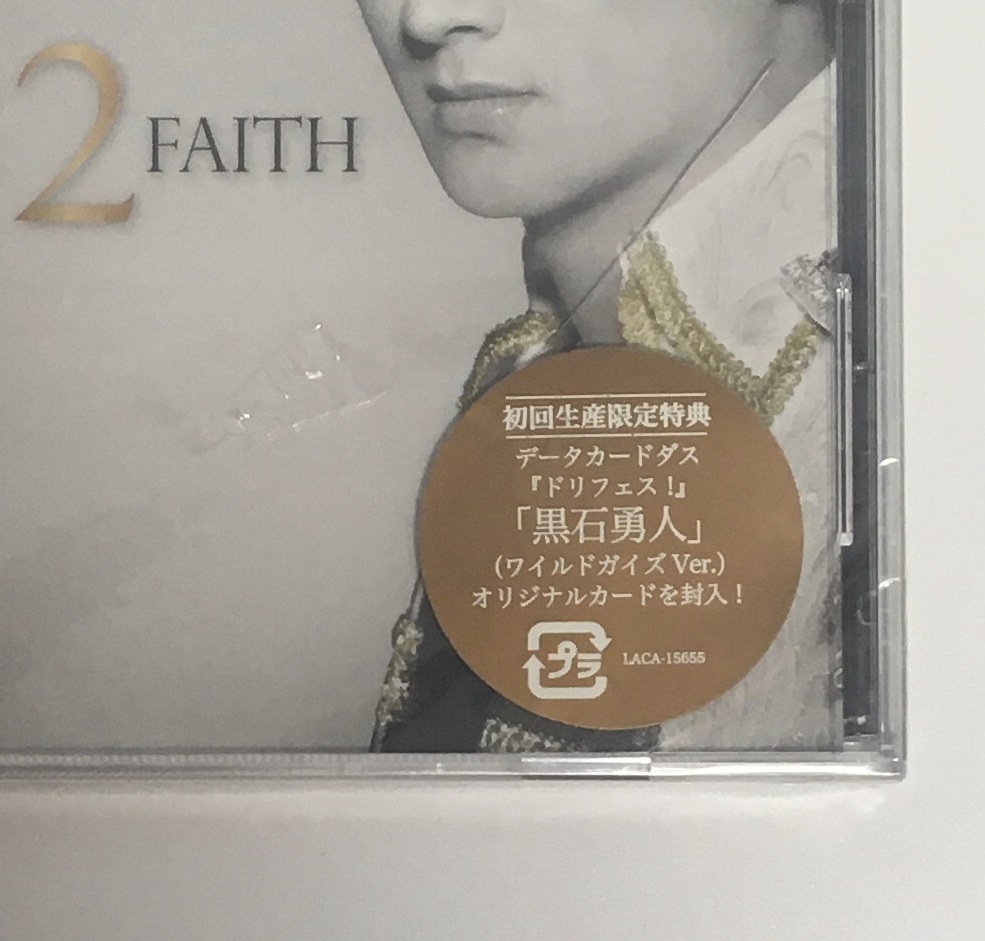 2 FAITH
初回生産限定特典
データカードダス
『ドリフェス!』
「黒石勇人」
(ワイルドガイズ Ver.)
オリジナルカードを封入!
プラ LACA-15655